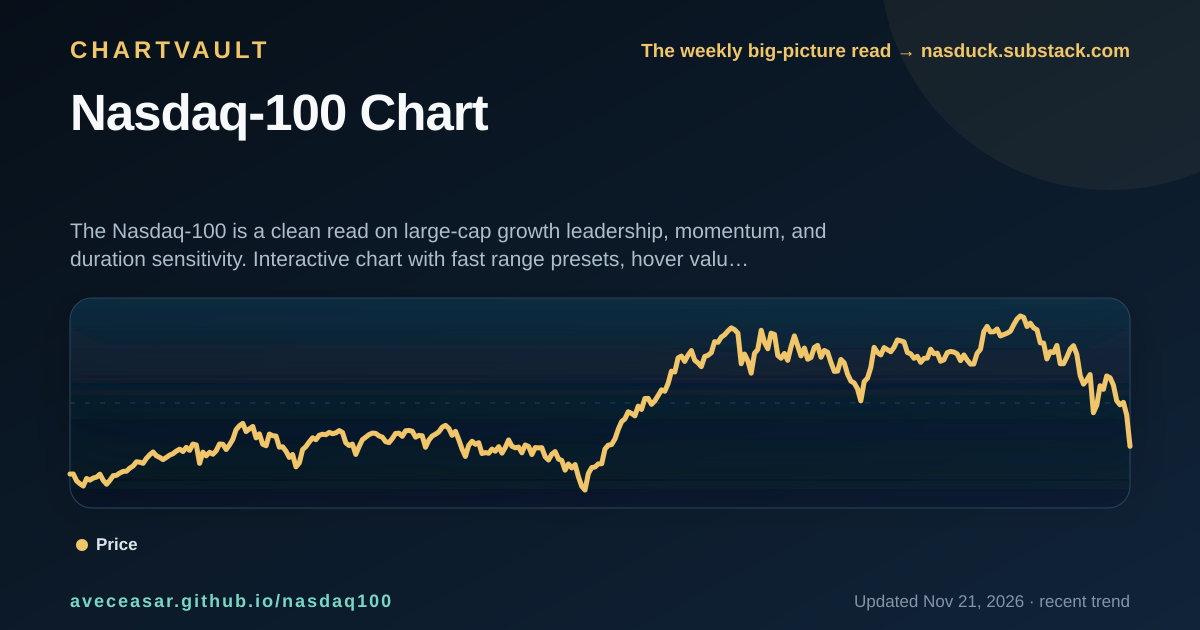 CHARTVAULT
The weekly big-picture read → nasduck.substack.com
Nasdaq-100 Chart
The Nasdaq-100 is a clean read on large-cap growth leadership, momentum, and
duration sensitivity. Interactive chart with fast range presets, hover valu…
Price
aveceasar.github.io/nasdaq100
Updated Nov 21, 2026 · recent trend